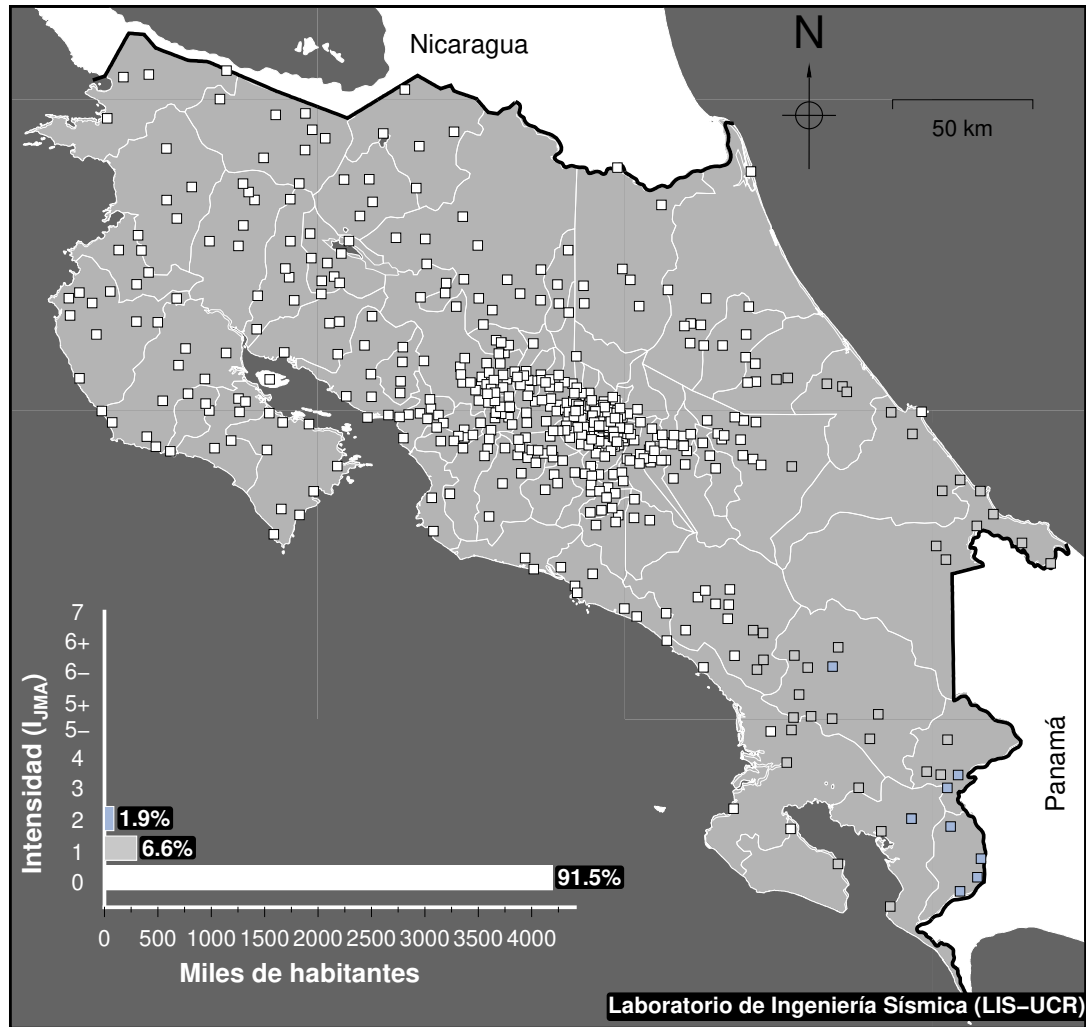 Nicaragua
N
50 km
Panamá
Intensidad (I_JMA)
7
6+
6–
5+
5–
4
3
2
1
0
1.9%
6.6%
91.5%
0 500 1000 1500 2000 2500 3000 3500 4000
Miles de habitantes
Laboratorio de Ingeniería Sísmica (LIS–UCR)